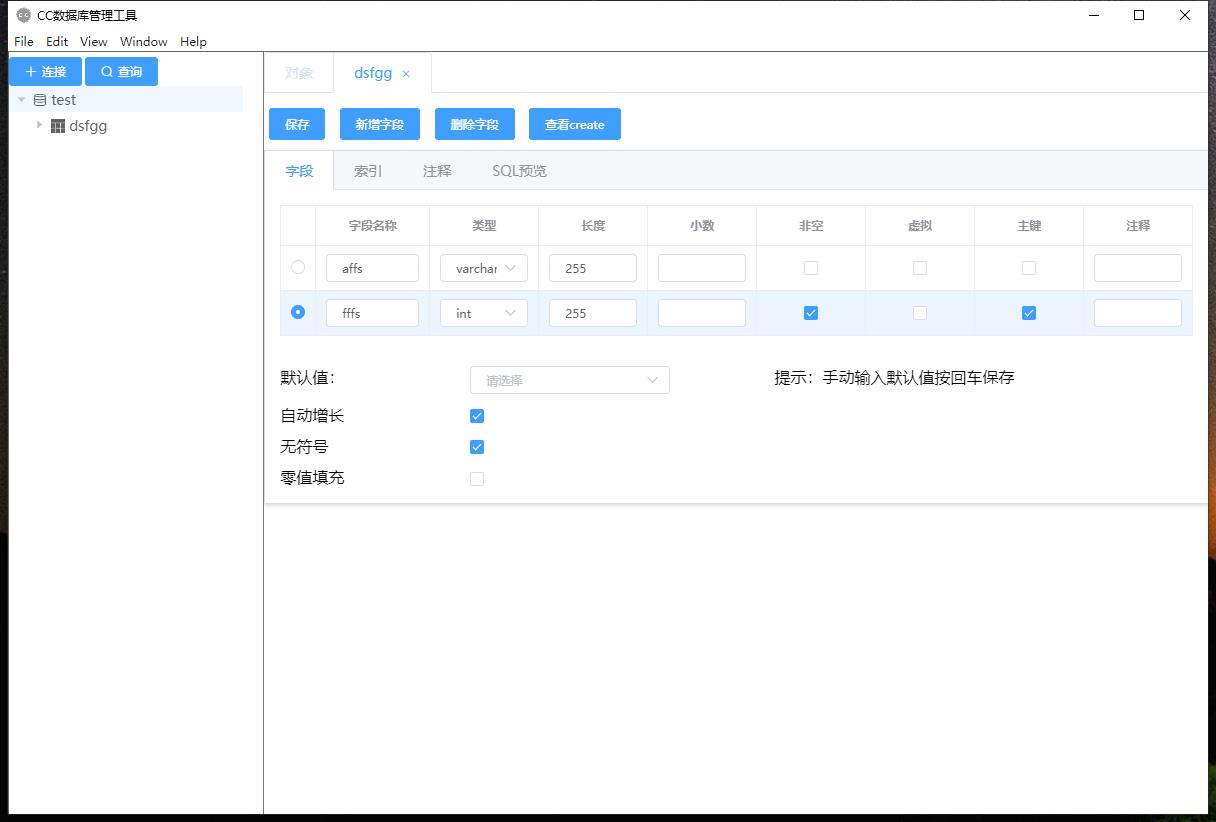 CC数据库管理工具
File Edit View Window Help
连接 查询
test
dsfgg
对象 dsfgg ×
保存 新增字段 删除字段 查看create
字段 索引 注释 SQL预览
字段名称 类型 长度 小数 非空 虚拟 主键 注释
affs varchar 255
fffs int 255
默认值： 请选择 提示：手动输入默认值按回车保存
自动增长
无符号
零值填充